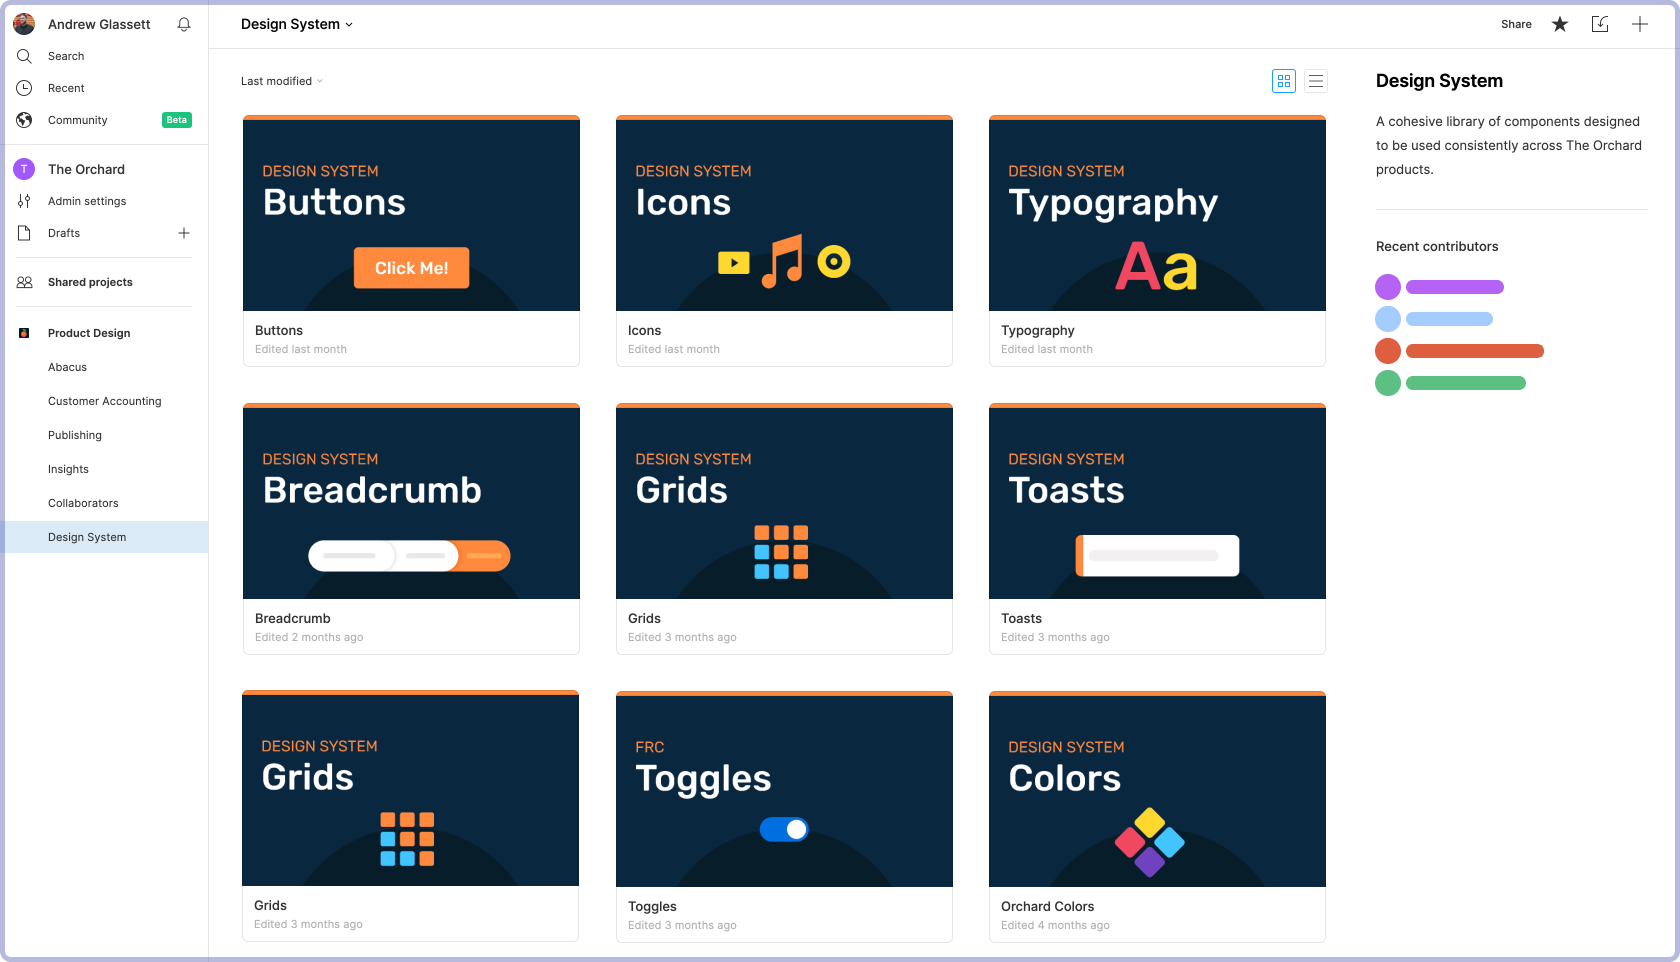 Andrew Glassett
Search
Recent
Community
Beta
T
The Orchard
Admin settings
Drafts
Shared projects
Product Design
Abacus
Customer Accounting
Publishing
Insights
Collaborators
Design System
Design System
Share
Last modified
DESIGN SYSTEM
Buttons
Click Me!
Buttons
Edited last month
DESIGN SYSTEM
Icons
Icons
Edited last month
DESIGN SYSTEM
Typography
Aa
Typography
Edited last month
DESIGN SYSTEM
Breadcrumb
Breadcrumb
Edited 2 months ago
DESIGN SYSTEM
Grids
Grids
Edited 3 months ago
DESIGN SYSTEM
Toasts
Toasts
Edited 3 months ago
DESIGN SYSTEM
Grids
Grids
Edited 3 months ago
FRC
Toggles
Toggles
Edited 3 months ago
DESIGN SYSTEM
Colors
Orchard Colors
Edited 4 months ago
Design System
A cohesive library of components designed
to be used consistently across The Orchard
products.
Recent contributors